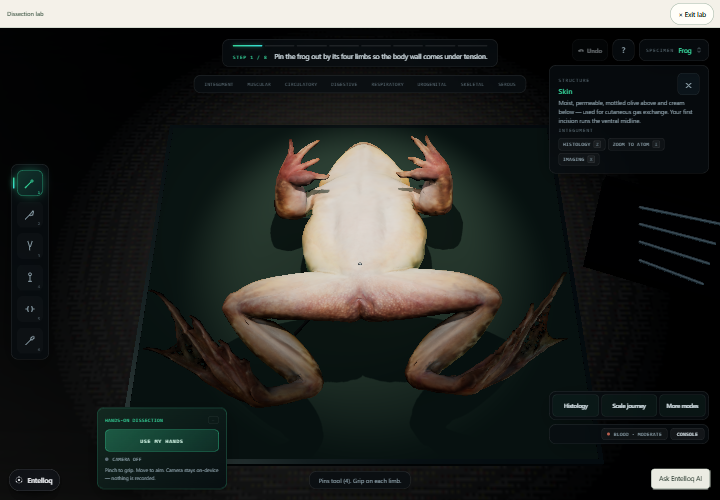 Dissection lab
× Exit lab
STEP 1 / 8 Pin the frog out by its four limbs so the body wall comes under tension.
Undo
?
SPECIMEN Frog
INTEGUMENT MUSCULAR CIRCULATORY DIGESTIVE RESPIRATORY UROGENITAL SKELETAL NERVOUS
STRUCTURE
Skin
Moist, permeable, mottled olive above and cream
below — used for cutaneous gas exchange. Your first
incision runs the ventral midline.
INTEGUMENT
HISTOLOGY
ZOOM TO ATOM
IMAGING
HANDS-ON DISSECTION
USE MY HANDS
CAMERA OFF
Pinch to grip. Move to aim. Camera stays on-device
— nothing is recorded.
Pins tool (4). Grip on each limb.
Histology
Scale journey
More modes
BLOOD · MODERATE
CONSOLE
Entelloq
Ask Entelloq AI